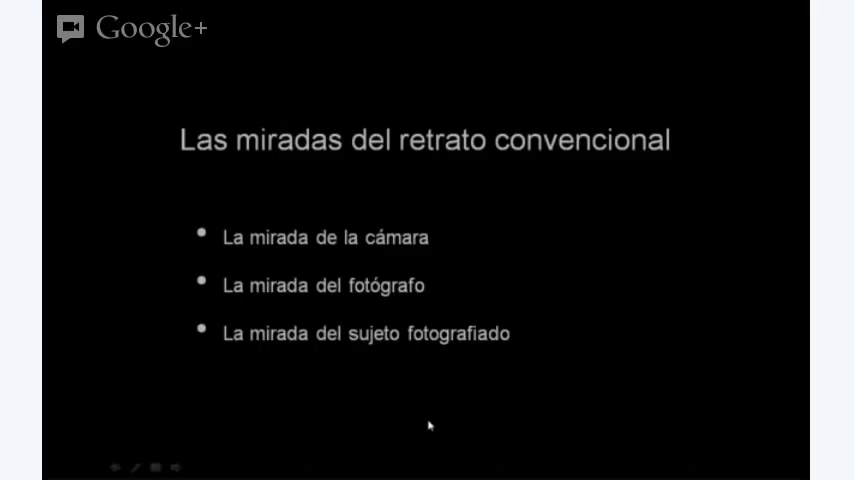 Google+
Las miradas del retrato convencional
• La mirada de la cámara
• La mirada del fotógrafo
• La mirada del sujeto fotografiado